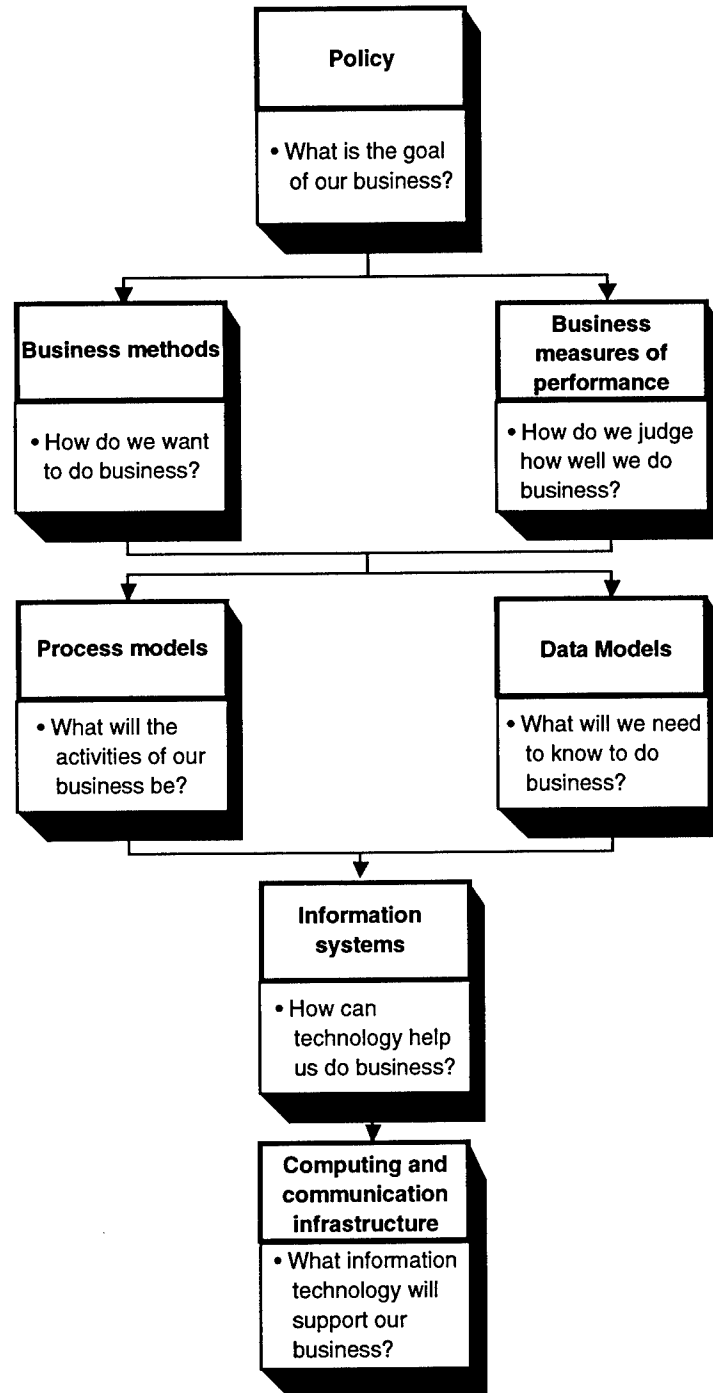 Policy
• What is the goal
of our business?
Business methods
• How do we want
to do business?
Business
measures of
performance
• How do we judge
how well we do
business?
Process models
• What will the
activities of our
business be?
Data Models
• What will we need
to know to do
business?
Information
systems
• How can
technology help
us do business?
Computing and
communication
infrastructure
• What information
technology will
support our
business?